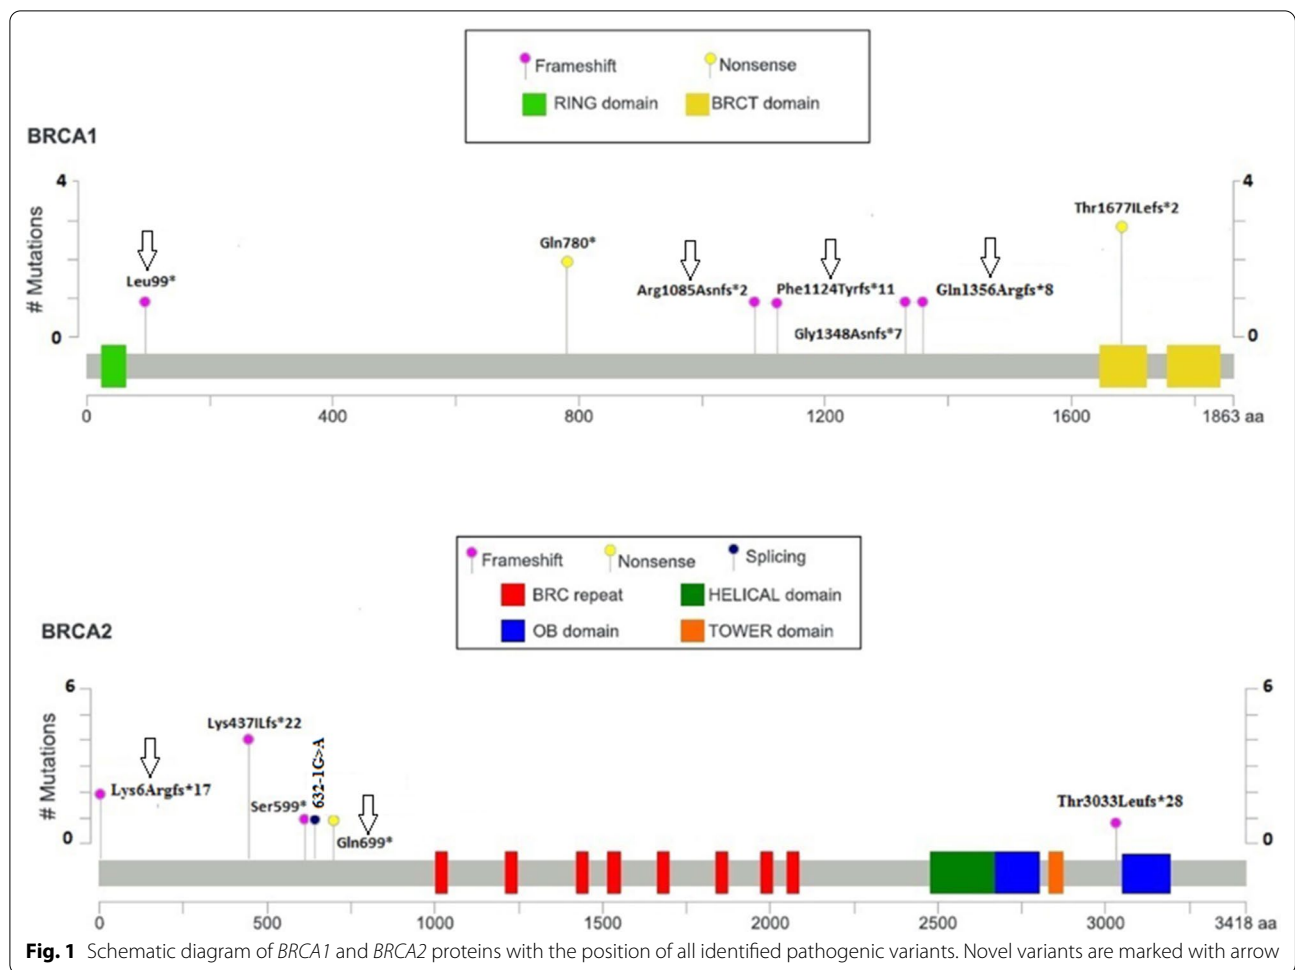 Frameshift Nonsense
RING domain BRCT domain
BRCA1
4 4
# Mutations
Thr1677ILefs*2
Gln780*
Leu99*
Arg1085Asnfs*2 Phe1124Tyrfs*11 Gln1356Argfs*8
Gly1348Asnfs*7
0 0
0 400 800 1200 1600 1863 aa
Frameshift Nonsense Splicing
BRC repeat HELICAL domain
OB domain TOWER domain
BRCA2
6 6
# Mutations
Lys437ILfs*22
632-1G>A
Lys6Argfs*17
Ser599*
Thr3033Leufs*28
Gln699*
0 0
0 500 1000 1500 2000 2500 3000 3418 aa
Fig. 1 Schematic diagram of BRCA1 and BRCA2 proteins with the position of all identified pathogenic variants. Novel variants are marked with arrow